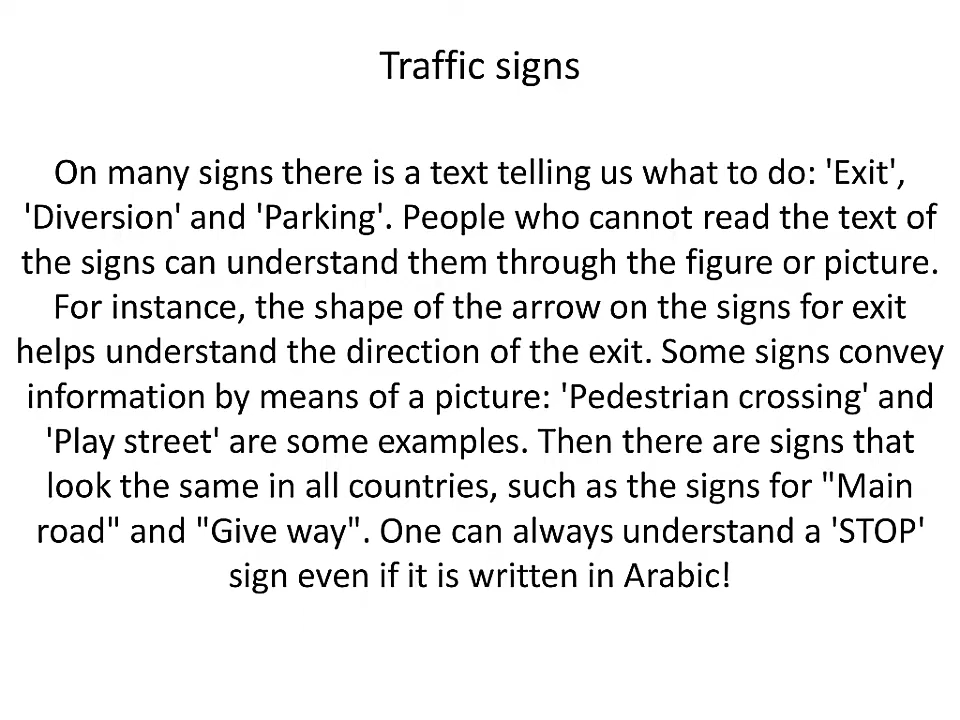 Traffic signs
On many signs there is a text telling us what to do: 'Exit',
'Diversion' and 'Parking'. People who cannot read the text of
the signs can understand them through the figure or picture.
For instance, the shape of the arrow on the signs for exit
helps understand the direction of the exit. Some signs convey
information by means of a picture: 'Pedestrian crossing' and
'Play street' are some examples. Then there are signs that
look the same in all countries, such as the signs for "Main
road" and "Give way". One can always understand a 'STOP'
sign even if it is written in Arabic!